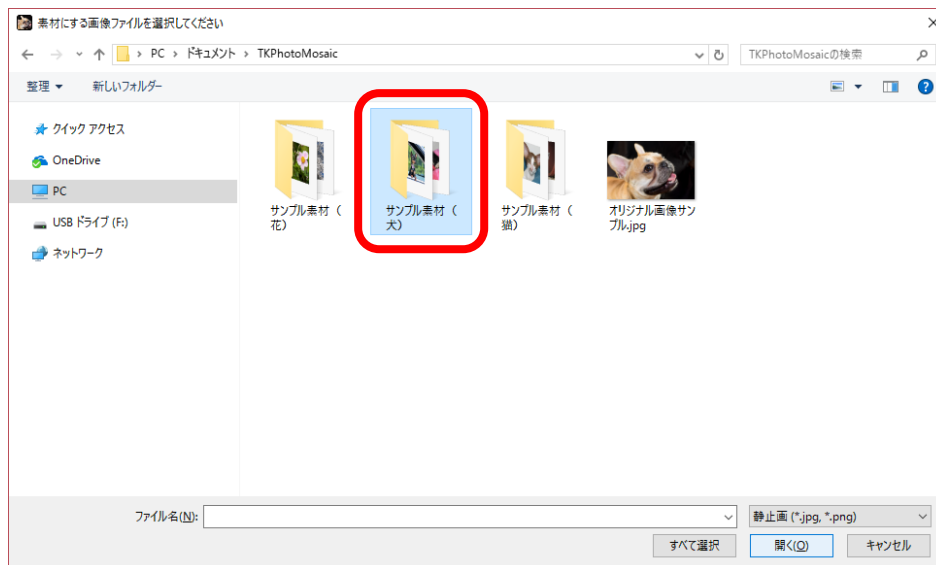 素材にする画像ファイルを選択してください
PC › ドキュメント › TKPhotoMosaic
TKPhotoMosaicの検索
整理
新しいフォルダー
クイック アクセス
OneDrive
PC
USB ドライブ (F:)
ネットワーク
サンプル素材（
花）
サンプル素材（
犬）
サンプル素材（
猫）
オリジナル画像サン
プル.jpg
ファイル名(N):
静止画 (*.jpg, *.png)
すべて選択
開く(O)
キャンセル